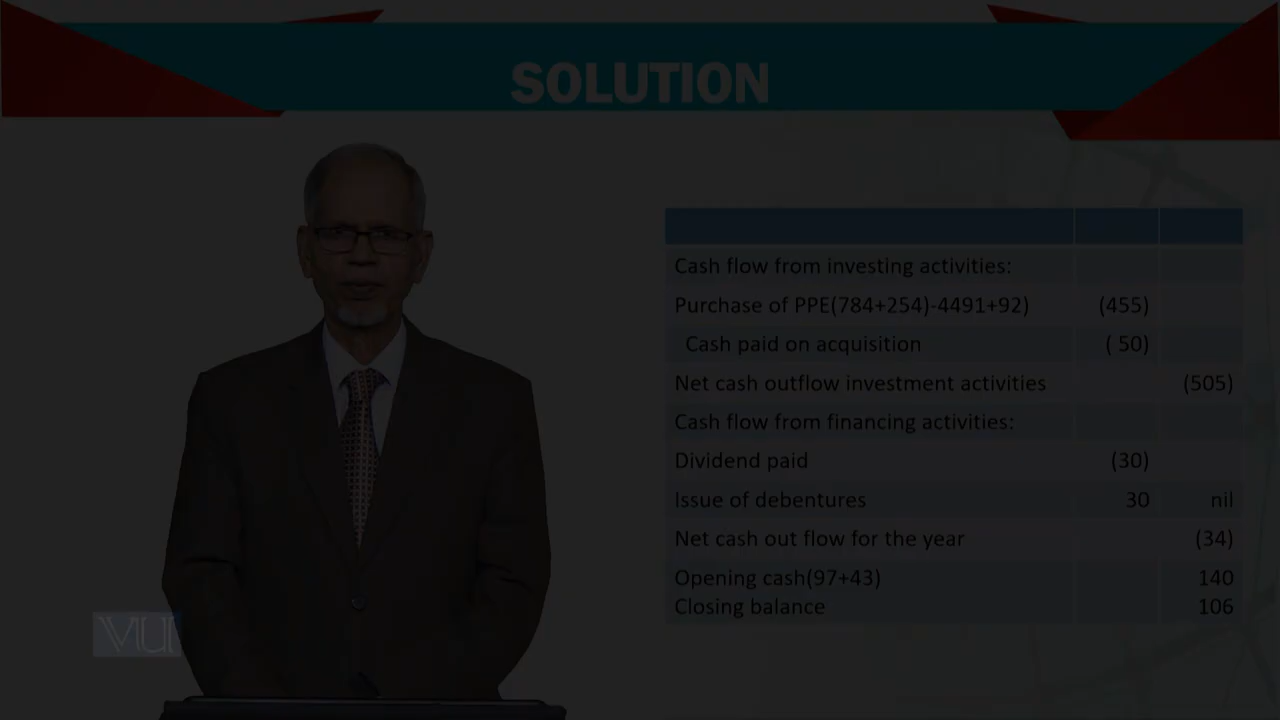 SOLUTION
Cash flow from investing activities:
Purchase of PPE(784+254)-4491+92) (455)
Cash paid on acquisition ( 50)
Net cash outflow investment activities (505)
Cash flow from financing activities:
Dividend paid (30)
Issue of debentures 30 nil
Net cash out flow for the year (34)
Opening cash(97+43) 140
Closing balance 106
VU